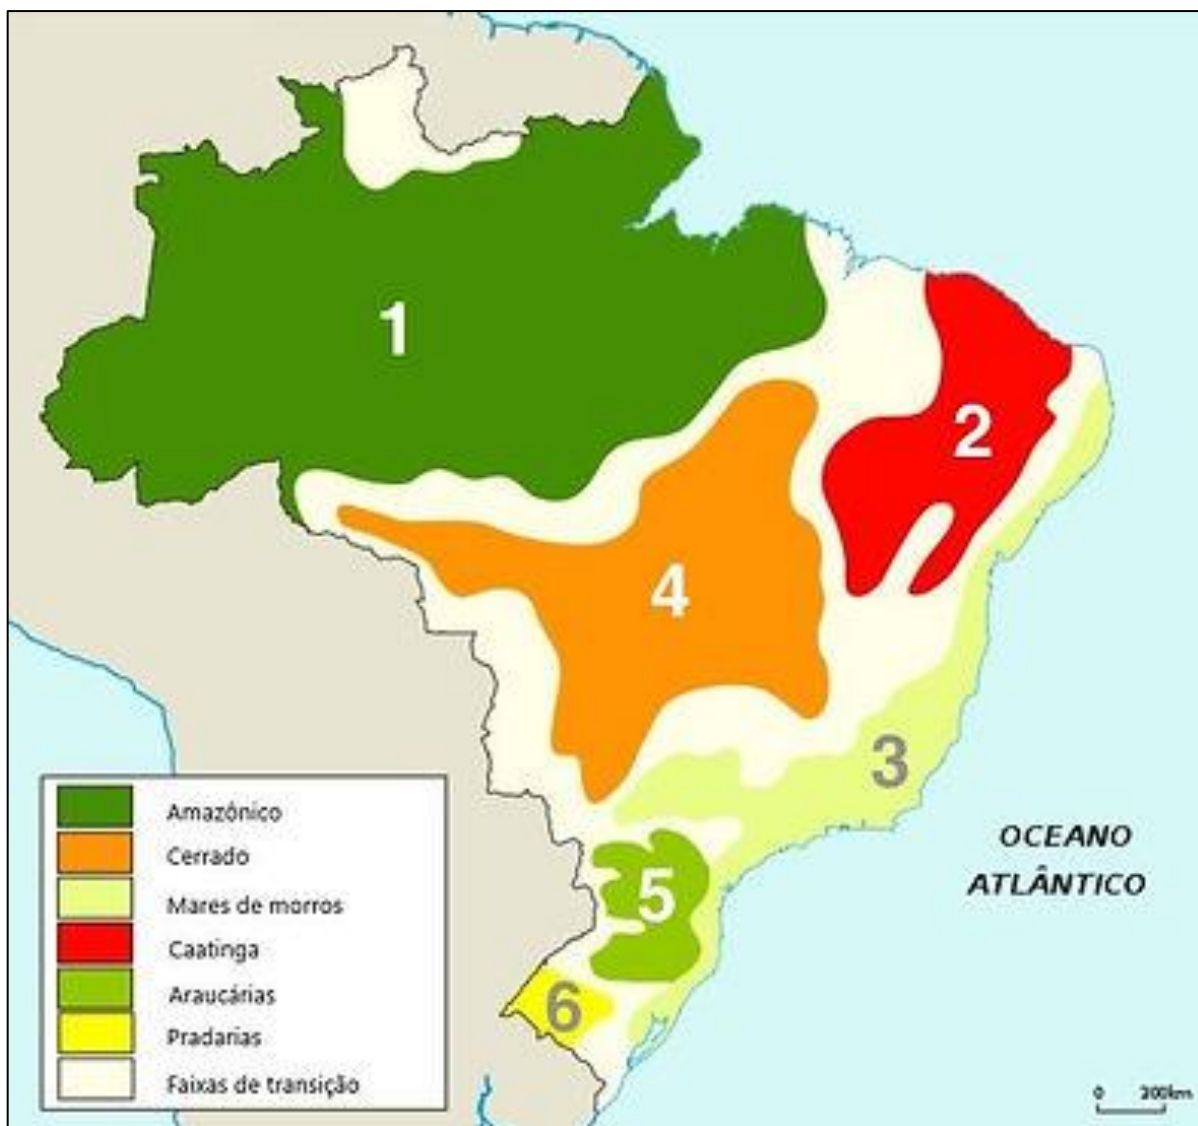 1
2
4
3
5
6
OCEANO
ATLÂNTICO
Amazônico
Cerrado
Mares de morros
Caatinga
Araucárias
Pradarias
Faixas de transição
0 200km